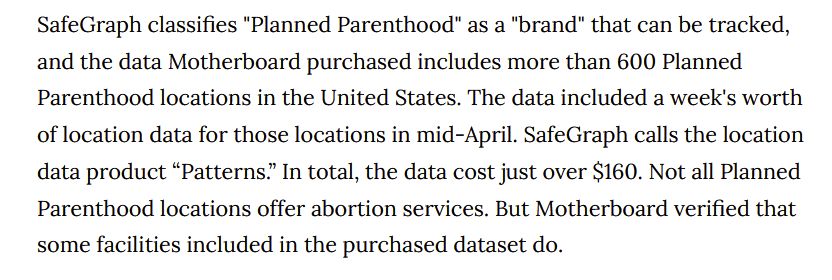 SafeGraph classifies "Planned Parenthood" as a "brand" that can be tracked,
and the data Motherboard purchased includes more than 600 Planned
Parenthood locations in the United States. The data included a week's worth
of location data for those locations in mid-April. SafeGraph calls the location
data product “Patterns.” In total, the data cost just over $160. Not all Planned
Parenthood locations offer abortion services. But Motherboard verified that
some facilities included in the purchased dataset do.